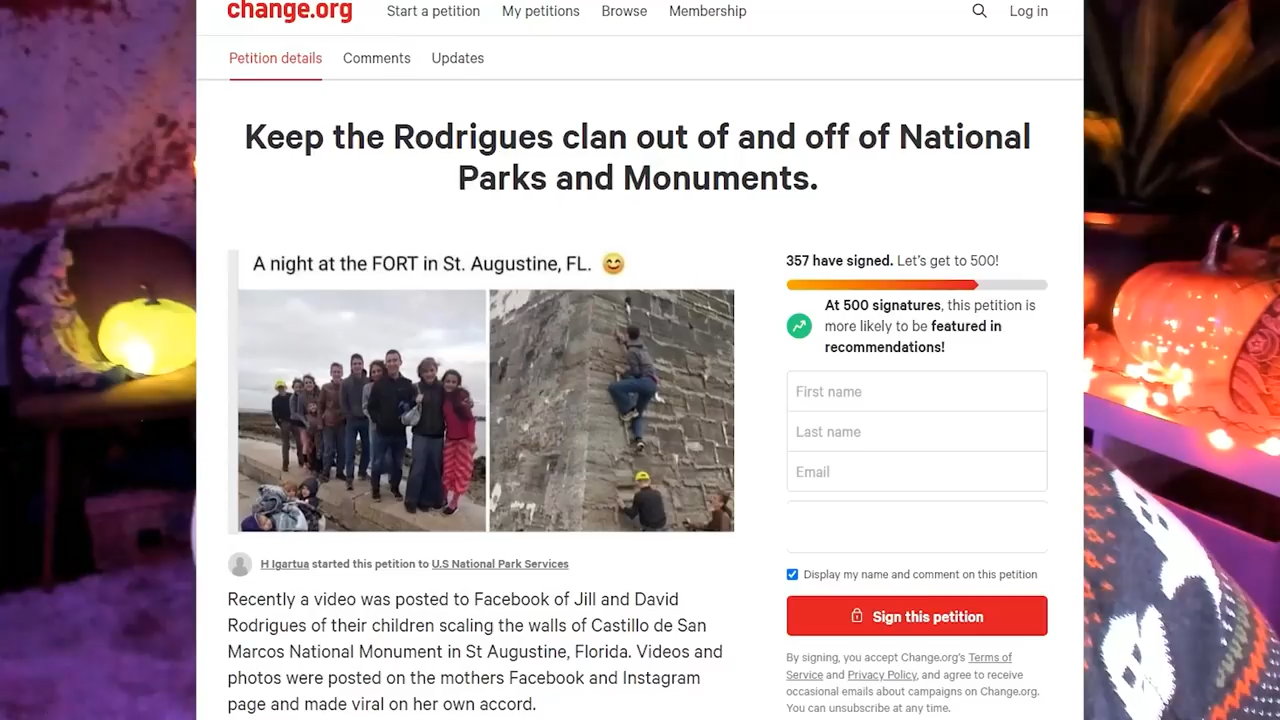 change.org
Start a petition
My petitions
Browse
Membership
Log in
Petition details
Comments
Updates
Keep the Rodrigues clan out of and off of National
Parks and Monuments.
A night at the FORT in St. Augustine, FL. 😊
H Igartua started this petition to U.S National Park Services
Recently a video was posted to Facebook of Jill and David
Rodrigues of their children scaling the walls of Castillo de San
Marcos National Monument in St Augustine, Florida. Videos and
photos were posted on the mothers Facebook and Instagram
page and made viral on her own accord.
357 have signed. Let's get to 500!
At 500 signatures, this petition is
more likely to be featured in
recommendations!
First name
Last name
Email
Display my name and comment on this petition
Sign this petition
By signing, you accept Change.org's Terms of
Service and Privacy Policy, and agree to receive
occasional emails about campaigns on Change.org.
You can unsubscribe at any time.